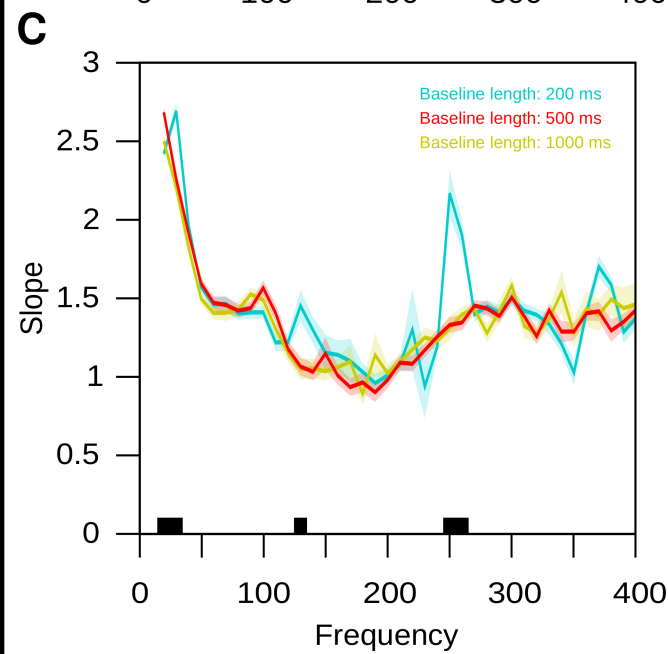 C
3
Baseline length: 200 ms
Baseline length: 500 ms
Baseline length: 1000 ms
2.5
2
1.5
1
0.5
0
Slope
0 100 200 300 400
Frequency